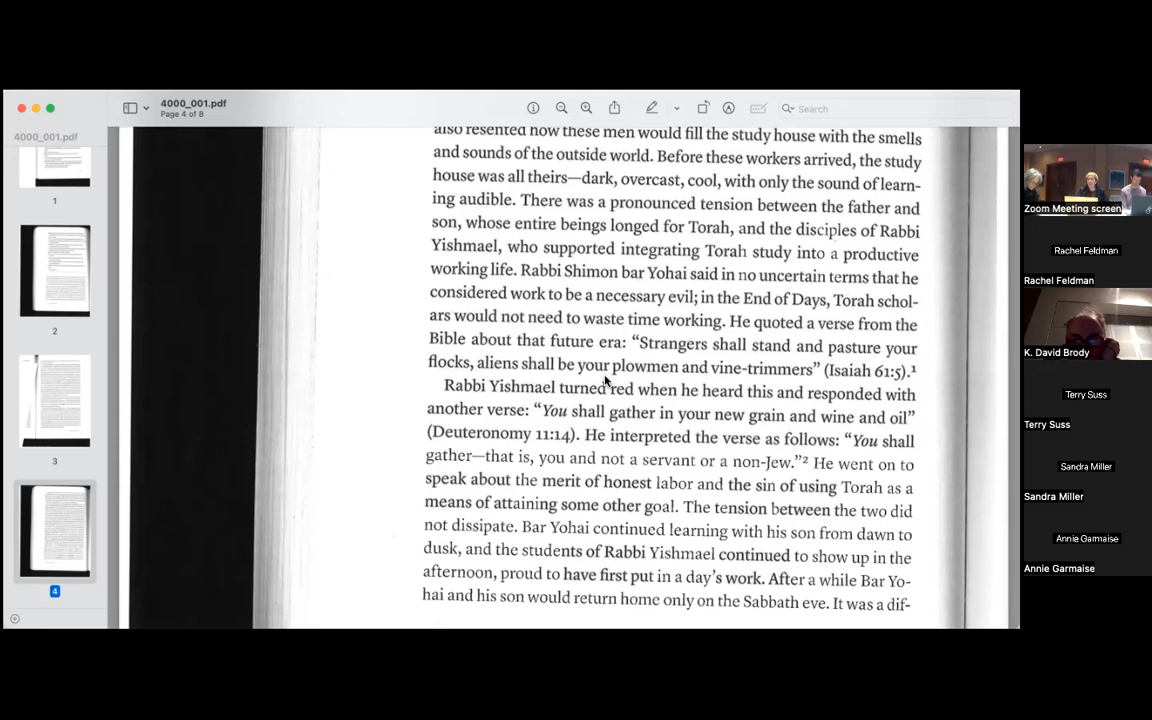 4000_001.pdf
Page 4 of 8
Search
4000_001.pdf
1
2
3
4
also resented how these men would fill the study house with the smells
and sounds of the outside world. Before these workers arrived, the study
house was all theirs—dark, overcast, cool, with only the sound of learn-
ing audible. There was a pronounced tension between the father and
son, whose entire beings longed for Torah, and the disciples of Rabbi
Yishmael, who supported integrating Torah study into a productive
working life. Rabbi Shimon bar Yohai said in no uncertain terms that he
considered work to be a necessary evil; in the End of Days, Torah schol-
ars would not need to waste time working. He quoted a verse from the
Bible about that future era: “Strangers shall stand and pasture your
flocks, aliens shall be your plowmen and vine-trimmers” (Isaiah 61:5).¹
Rabbi Yishmael turned red when he heard this and responded with
another verse: “You shall gather in your new grain and wine and oil”
(Deuteronomy 11:14). He interpreted the verse as follows: “You shall
gather—that is, you and not a servant or a non-Jew.”² He went on to
speak about the merit of honest labor and the sin of using Torah as a
means of attaining some other goal. The tension between the two did
not dissipate. Bar Yohai continued learning with his son from dawn to
dusk, and the students of Rabbi Yishmael continued to show up in the
afternoon, proud to have first put in a day’s work. After a while Bar Yo-
hai and his son would return home only on the Sabbath eve. It was a dif-
Zoom Meeting screen
Rachel Feldman
Rachel Feldman
K. David Brody
Terry Suss
Terry Suss
Sandra Miller
Sandra Miller
Annie Garmaise
Annie Garmaise